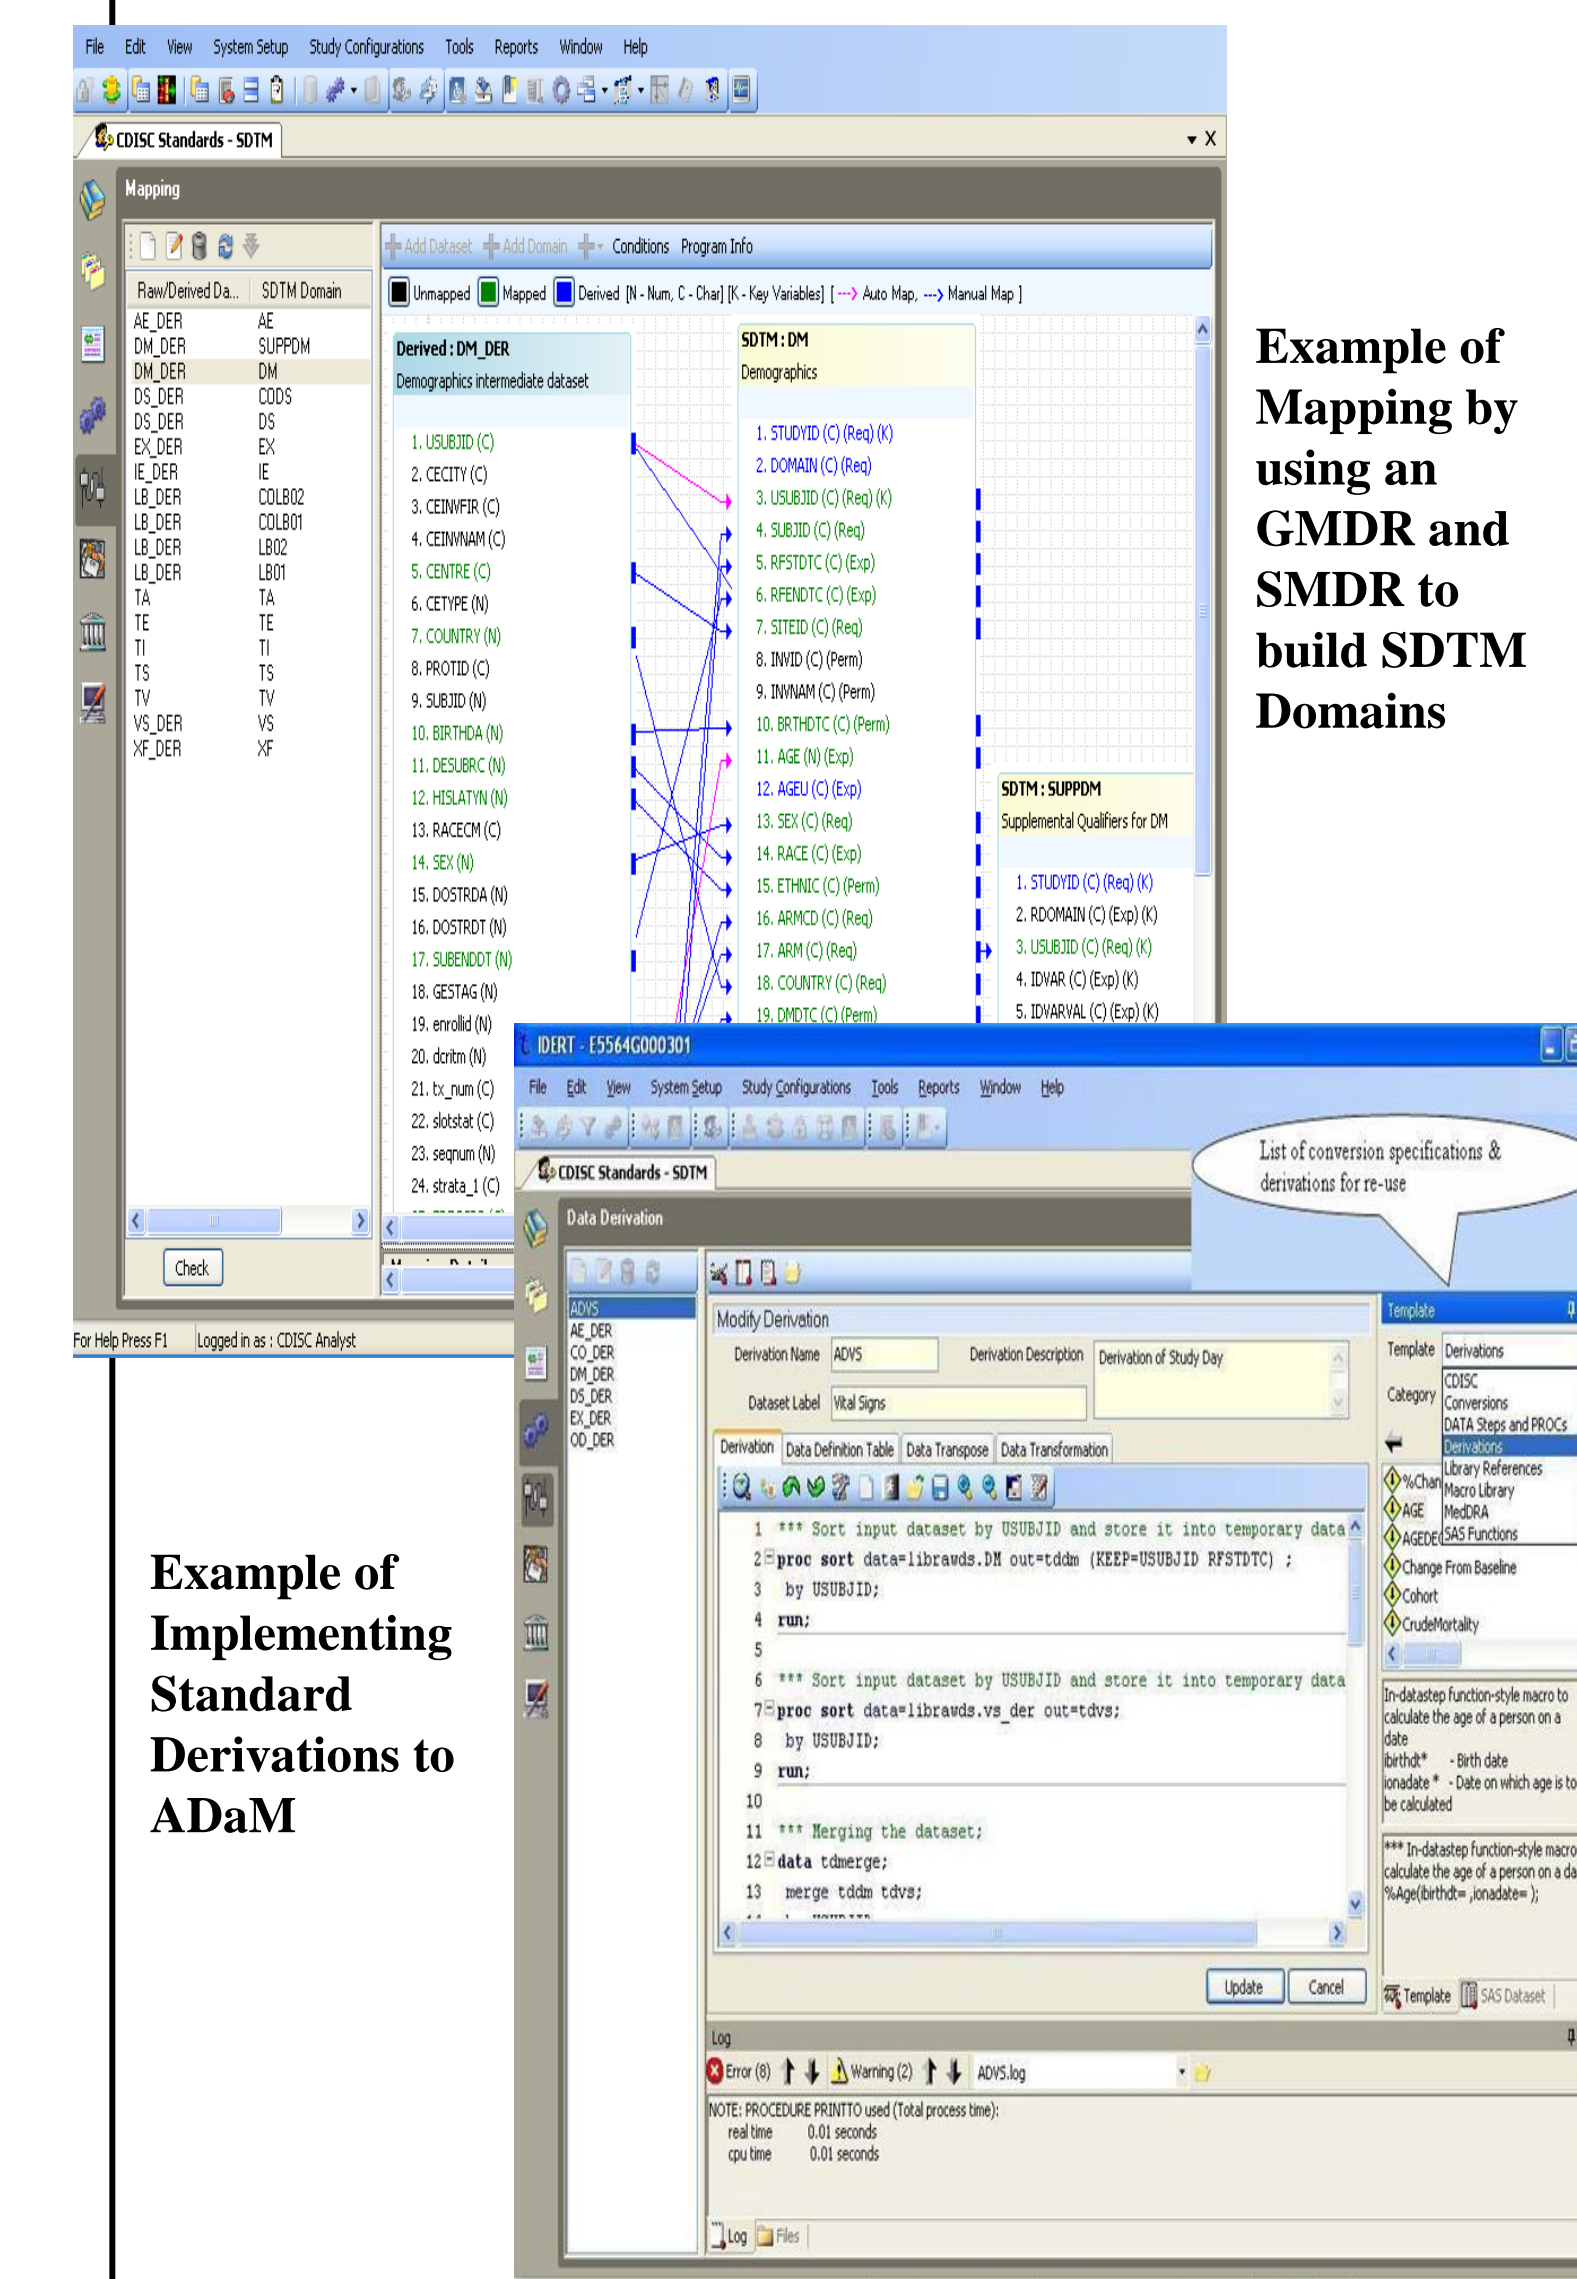 File Edit View System Setup Study Configurations Tools Reports Window Help
CDISC Standards - SDTM
Mapping
Add Dataset Add Domain Conditions Program Info
Raw/Derived Da... SDTM Domain
Unmapped Mapped Derived [N - Num, C - Char] [K - Key Variables] [ ---> Auto Map, ---> Manual Map ]
AE_DER AE
DM_DER SUPPDM
DM_DER DM
DS_DER CODS
DS_DER DS
EX_DER EX
IE_DER IE
LB_DER COLB02
LB_DER COLB01
LB_DER LB02
LB_DER LB01
TA TA
TE TE
TI TI
TS TS
TV TV
VS_DER VS
XF_DER XF
Check
Derived : DM_DER
Demographics intermediate dataset
1. USUBJID (C)
2. CECITY (C)
3. CEINVFIR (C)
4. CEINVNAM (C)
5. CENTRE (C)
6. CETYPE (N)
7. COUNTRY (N)
8. PROTID (C)
9. SUBJID (N)
10. BIRTHDA (N)
11. DESUBRC (N)
12. HISLATYN (N)
13. RACECM (C)
14. SEX (N)
15. DOSTRDA (N)
16. DOSTRDT (N)
17. SUBENDDT (N)
18. GESTAG (N)
19. enrollid (N)
20. dcritm (N)
21. tx_num (C)
22. slotstat (C)
23. seqnum (N)
24. strata_1 (C)
SDTM : DM
Demographics
1. STUDYID (C) (Req) (K)
2. DOMAIN (C) (Req)
3. USUBJID (C) (Req) (K)
4. SUBJID (C) (Req)
5. RFSTDTC (C) (Exp)
6. RFENDTC (C) (Exp)
7. SITEID (C) (Req)
8. INVID (C) (Perm)
9. INVNAM (C) (Perm)
10. BRTHDTC (C) (Perm)
11. AGE (N) (Exp)
12. AGEU (C) (Exp)
13. SEX (C) (Req)
14. RACE (C) (Exp)
15. ETHNIC (C) (Perm)
16. ARMCD (C) (Req)
17. ARM (C) (Req)
18. COUNTRY (C) (Req)
19. DMDTC (C) (Perm)
SDTM : SUPPDM
Supplemental Qualifiers for DM
1. STUDYID (C) (Req) (K)
2. RDOMAIN (C) (Exp) (K)
3. USUBJID (C) (Req) (K)
4. IDVAR (C) (Exp) (K)
5. IDVARVAL (C) (Exp) (K)
For Help Press F1 Logged in as : CDISC Analyst
Example of
Mapping by
using an
GMDR and
SMDR to
build SDTM
Domains
IDERT - E5564G000301
File Edit View System Setup Study Configurations Tools Reports Window Help
List of conversion specifications &
derivations for re-use
CDISC Standards - SDTM
Data Derivation
ADVS
AE_DER
CO_DER
DM_DER
DS_DER
EX_DER
OD_DER
Modify Derivation
Derivation Name ADVS Derivation Description Derivation of Study Day
Dataset Label Vital Signs
Derivation Data Definition Table Data Transpose Data Transformation
1 *** Sort input dataset by USUBJID and store it into temporary data
2 proc sort data=librawds.DM out=tddm (KEEP=USUBJID RFSTDTC) ;
3 by USUBJID;
4 run;
5
6 *** Sort input dataset by USUBJID and store it into temporary data
7 proc sort data=librawds.vs_der out=tdvs;
8 by USUBJID;
9 run;
10
11 *** Merging the dataset;
12 data tdmerge;
13 merge tddm tdvs;
Update Cancel
Template
Template Derivations
Category
CDISC
Conversions
DATA Steps and PROCs
Derivations
Library References
Macro Library
MedDRA
SAS Functions
%Chan
AGE
AGEDEC
Change From Baseline
Cohort
CrudeMortality
In-datastep function-style macro to
calculate the age of a person on a
date
ibirthdt* - Birth date
ionadate * - Date on which age is to
be calculated
*** In-datastep function-style macro
calculate the age of a person on a da
%Age(ibirthdt= ,ionadate= );
Template SAS Dataset
Log
Error (8) Warning (2) ADVS.log
NOTE: PROCEDURE PRINTTO used (Total process time):
real time 0.01 seconds
cpu time 0.01 seconds
Log Files
Example of
Implementing
Standard
Derivations to
ADaM